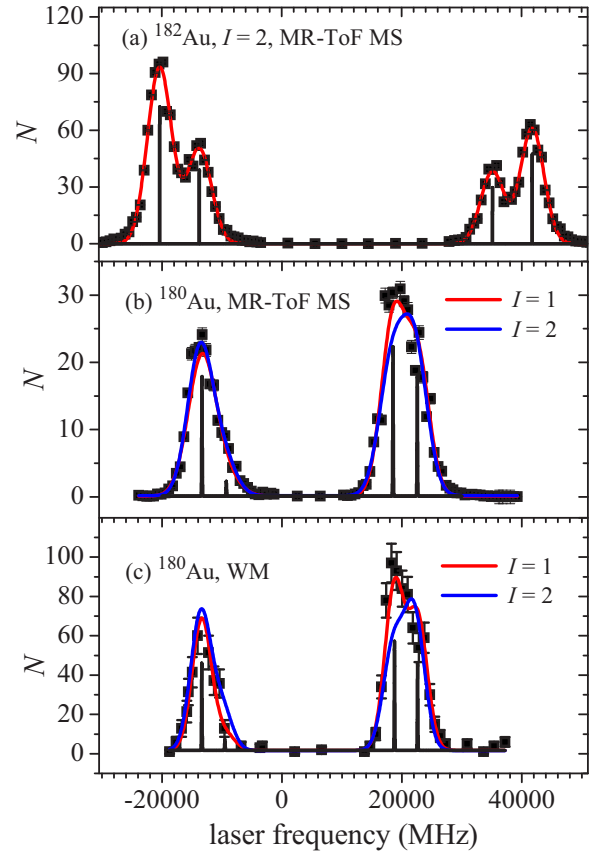 (a) ¹⁸²Au, I = 2, MR-ToF MS
N
120
90
60
30
0
(b) ¹⁸⁰Au, MR-ToF MS
I = 1
I = 2
N
30
20
10
0
(c) ¹⁸⁰Au, WM
I = 1
I = 2
N
100
80
60
40
20
0
-20000 0 20000 40000
laser frequency (MHz)